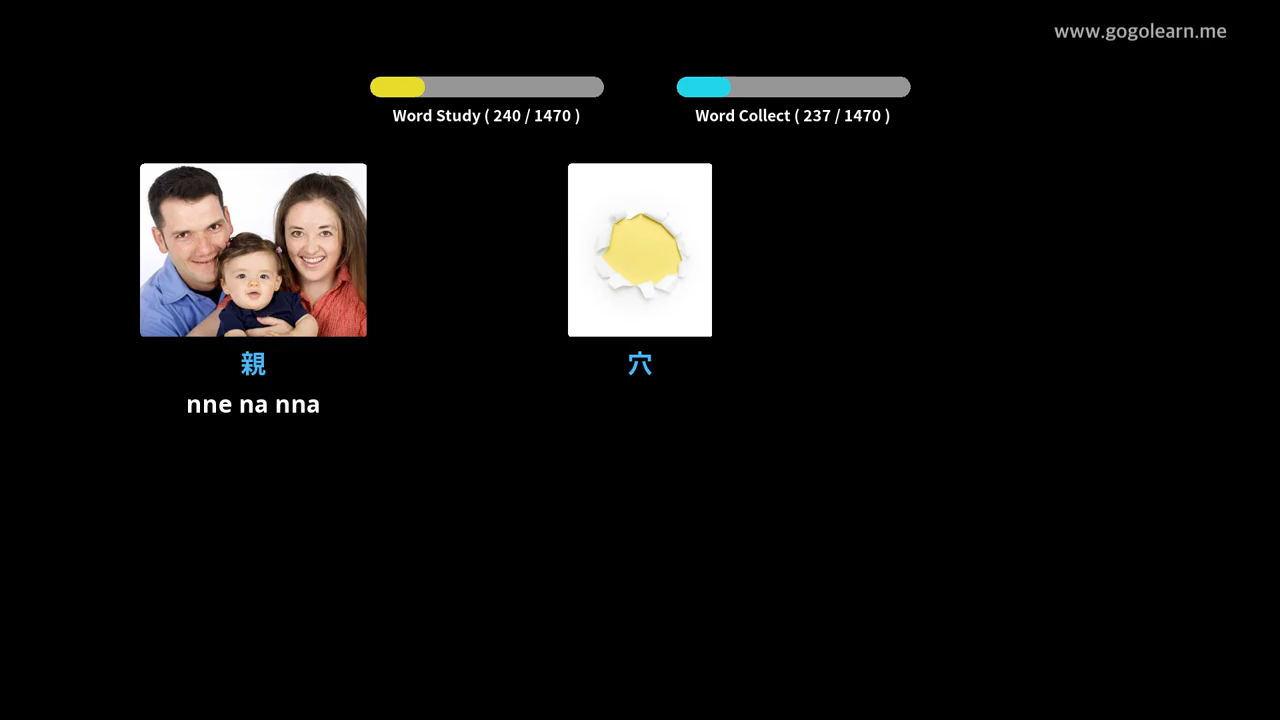 www.gogolearn.me
Word Study ( 240 / 1470 )
Word Collect ( 237 / 1470 )
親
nne na nna
穴